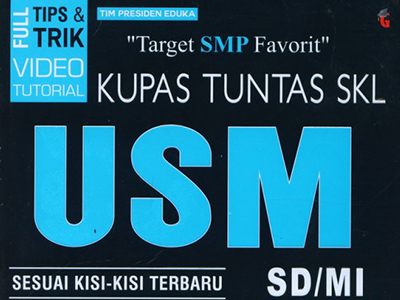 FULL
TIPS &
TRIK
VIDEO
TUTORIAL
TIM PRESIDEN EDUKA
"Target SMP Favorit"
KUPAS TUNTAS SKL
USM
SESUAI KISI-KISI TERBARU
SD/MI